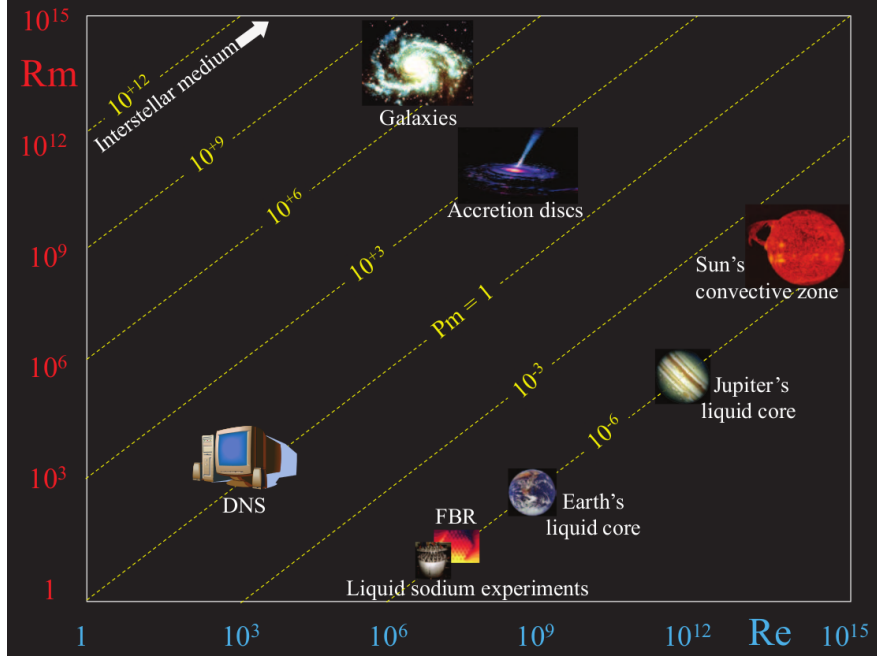 10^15
Rm
10^12
10^9
10^6
10^3
1
10^+12
Interstellar medium
10^+9
10^+6
10^+3
Pm = 1
10^-3
10^-6
Galaxies
Accretion discs
Sun's
convective zone
Jupiter's
liquid core
Earth's
liquid core
DNS
FBR
Liquid sodium experiments
1
10^3
10^6
10^9
10^12
Re
10^15